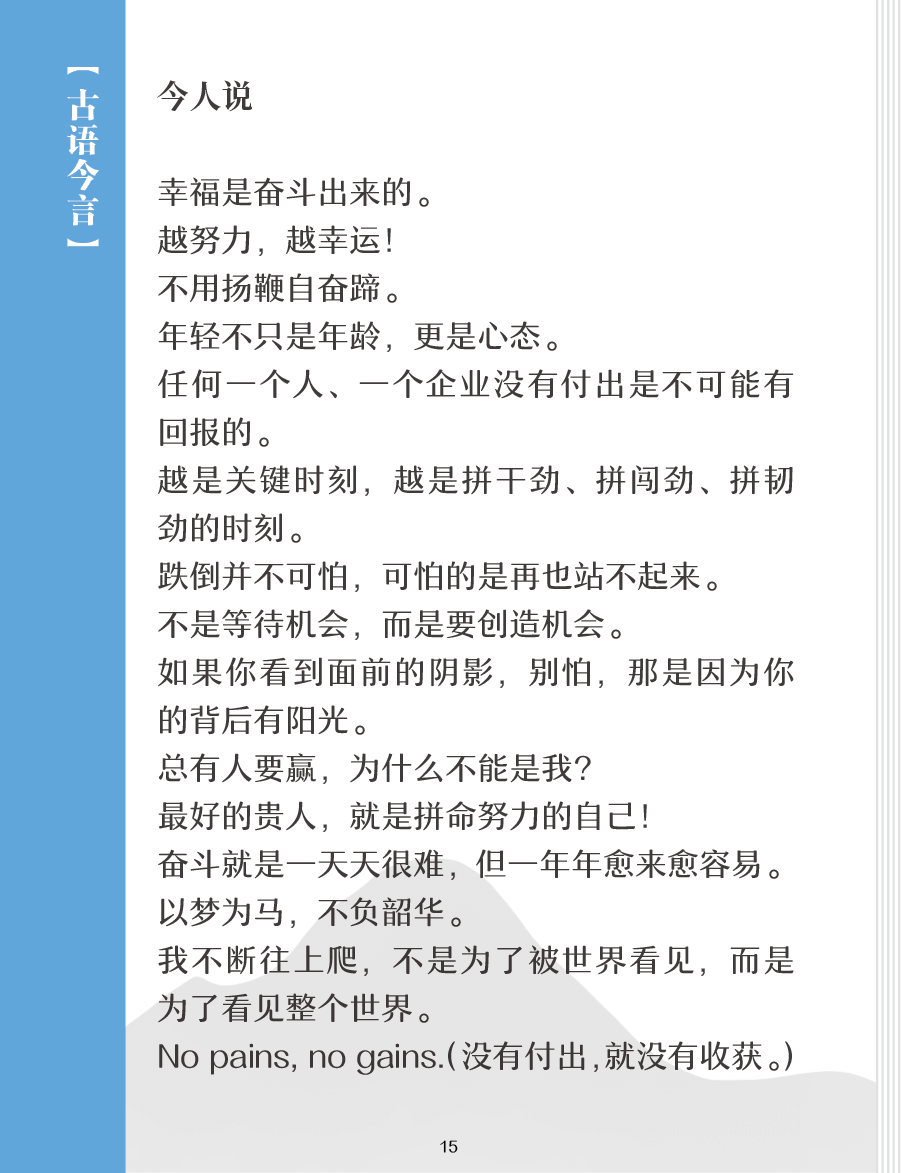 【古语今言】
今人说
幸福是奋斗出来的。
越努力，越幸运！
不用扬鞭自奋蹄。
年轻不只是年龄，更是心态。
任何一个人、一个企业没有付出是不可能有
回报的。
越是关键时刻，越是拼干劲、拼闯劲、拼韧
劲的时刻。
跌倒并不可怕，可怕的是再也站不起来。
不是等待机会，而是要创造机会。
如果你看到面前的阴影，别怕，那是因为你
的背后有阳光。
总有人要赢，为什么不能是我？
最好的贵人，就是拼命努力的自己！
奋斗就是一天天很难，但一年年愈来愈容易。
以梦为马，不负韶华。
我不断往上爬，不是为了被世界看见，而是
为了看见整个世界。
No pains, no gains.(没有付出,就没有收获。)
15